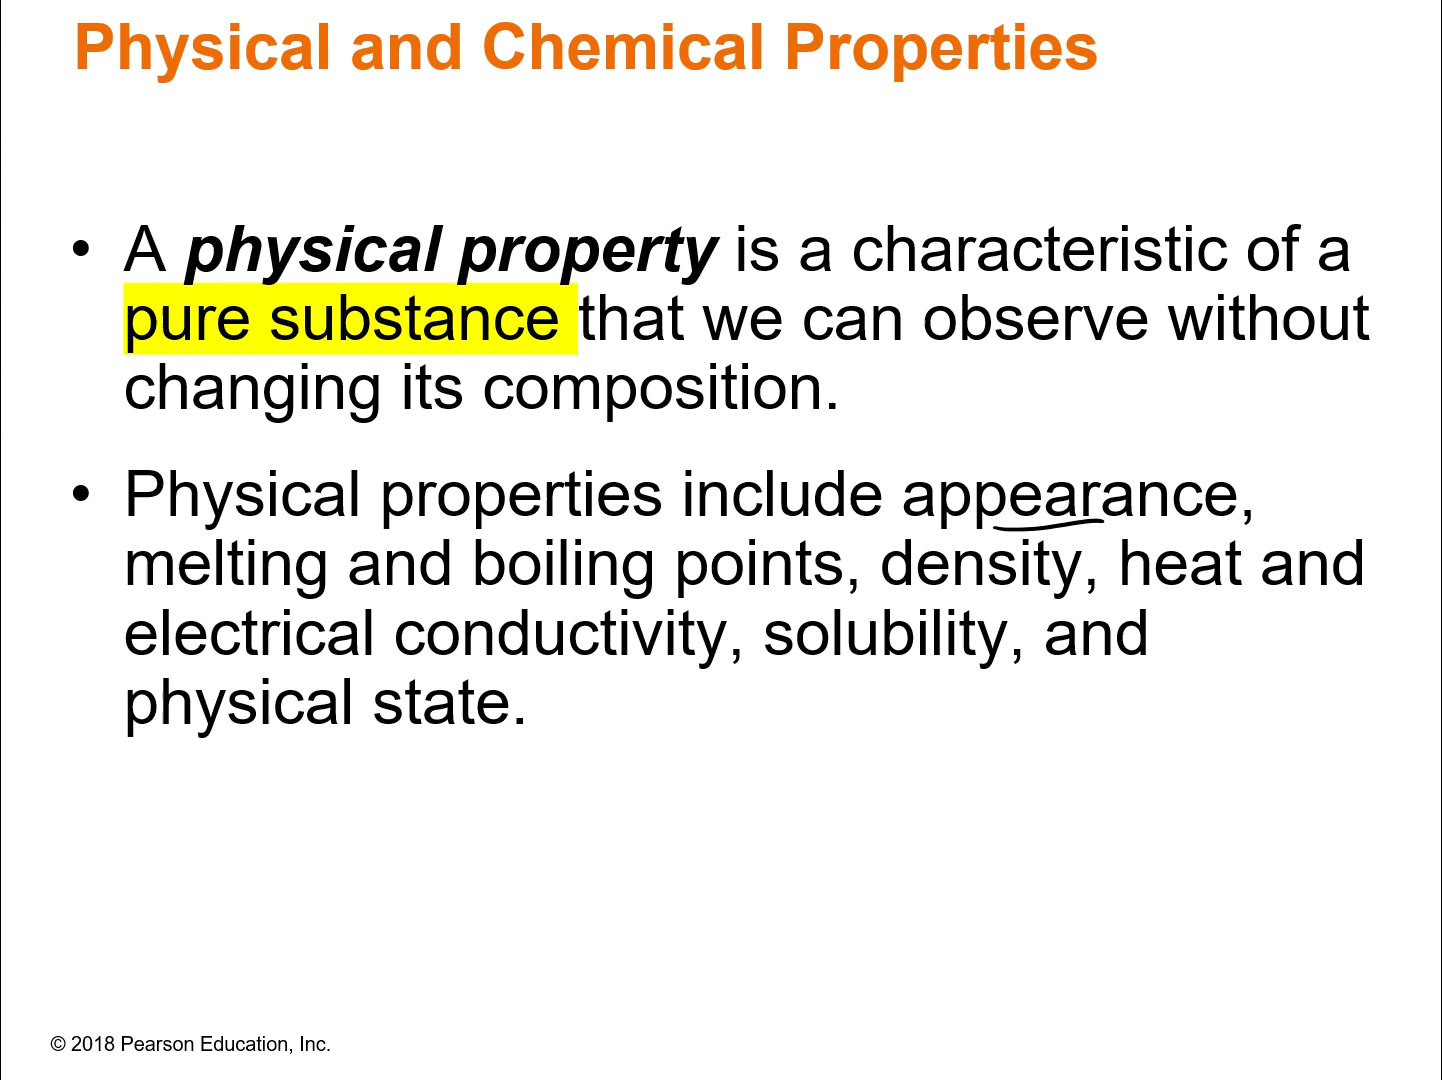 Physical and Chemical Properties
• A physical property is a characteristic of a
pure substance that we can observe without
changing its composition.
• Physical properties include appearance,
melting and boiling points, density, heat and
electrical conductivity, solubility, and
physical state.
© 2018 Pearson Education, Inc.